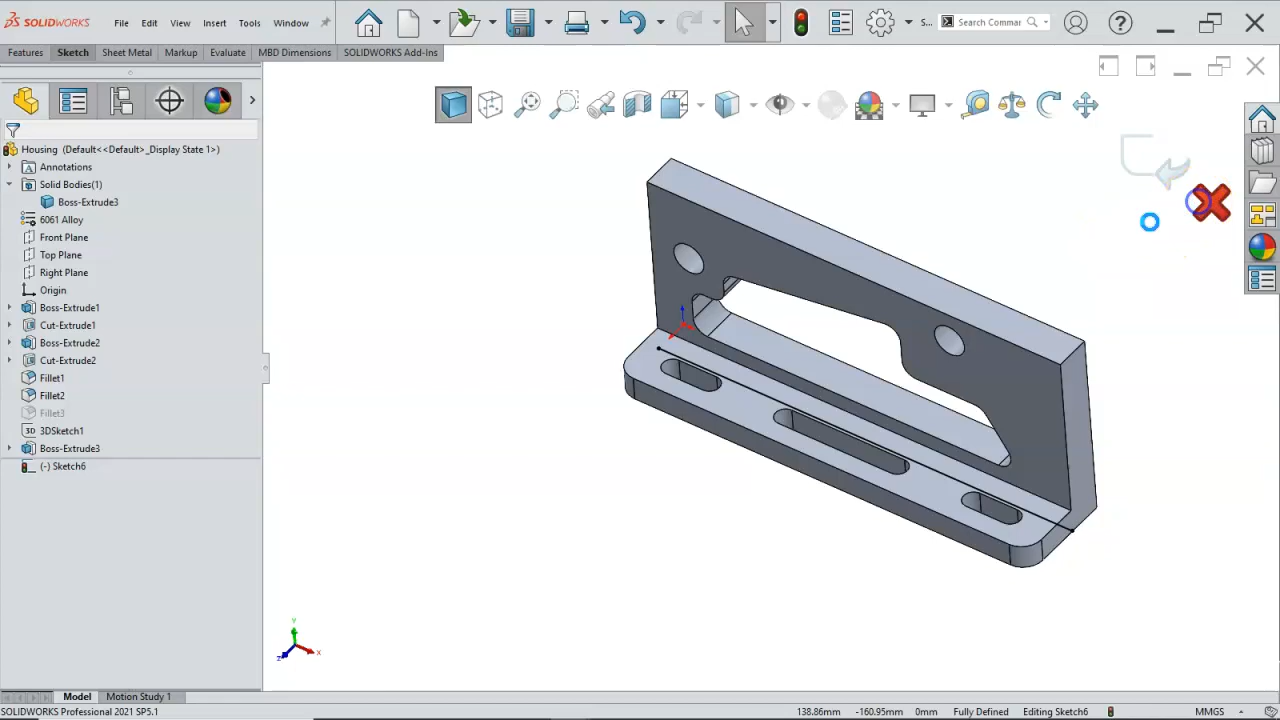 SOLIDWORKS File Edit View Insert Tools Window S... Search Commar
Features Sketch Sheet Metal Markup Evaluate MBD Dimensions SOLIDWORKS Add-Ins
Housing (Default<<Default>_Display State 1>)
Annotations
Solid Bodies(1)
Boss-Extrude3
6061 Alloy
Front Plane
Top Plane
Right Plane
Origin
Boss-Extrude1
Cut-Extrude1
Boss-Extrude2
Cut-Extrude2
Fillet1
Fillet2
Fillet3
3D 3DSketch1
Boss-Extrude3
(-) Sketch6
Y
Z X
Model Motion Study 1
SOLIDWORKS Professional 2021 SP5.1 138.86mm -160.95mm 0mm Fully Defined Editing Sketch6 MMGS